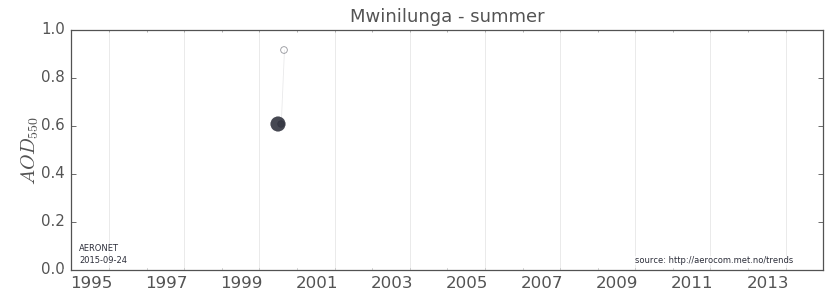 Mwinilunga - summer
1.0
0.8
0.6
0.4
0.2
0.0
AOD550
AERONET
2015-09-24
source: http://aerocom.met.no/trends
1995 1997 1999 2001 2003 2005 2007 2009 2011 2013